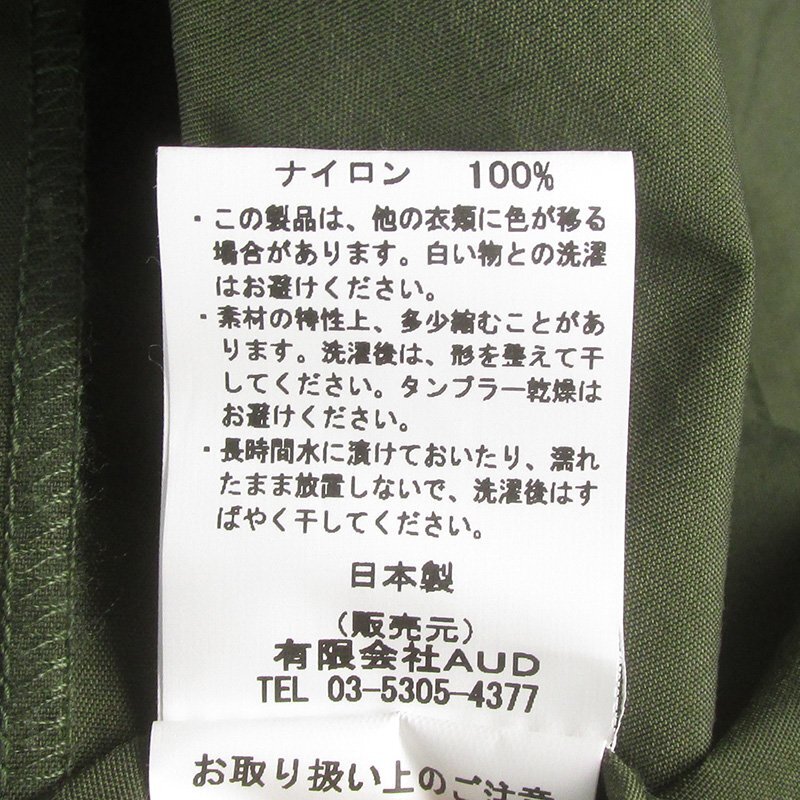 ナイロン 100%
・この製品は、他の衣類に色が移る
場合があります。白い物との洗濯
はお避けください。
・素材の特性上、多少縮むことがあ
ります。洗濯後は、形を整えて干
してください。タンブラー乾燥は
お避けください。
・長時間水に漬けておいたり、濡れ
たまま放置しないで、洗濯後はす
ばやく干してください。
日本製
(販売元)
有限会社AUD
TEL 03-5305-4377
お取り扱い上のご注意